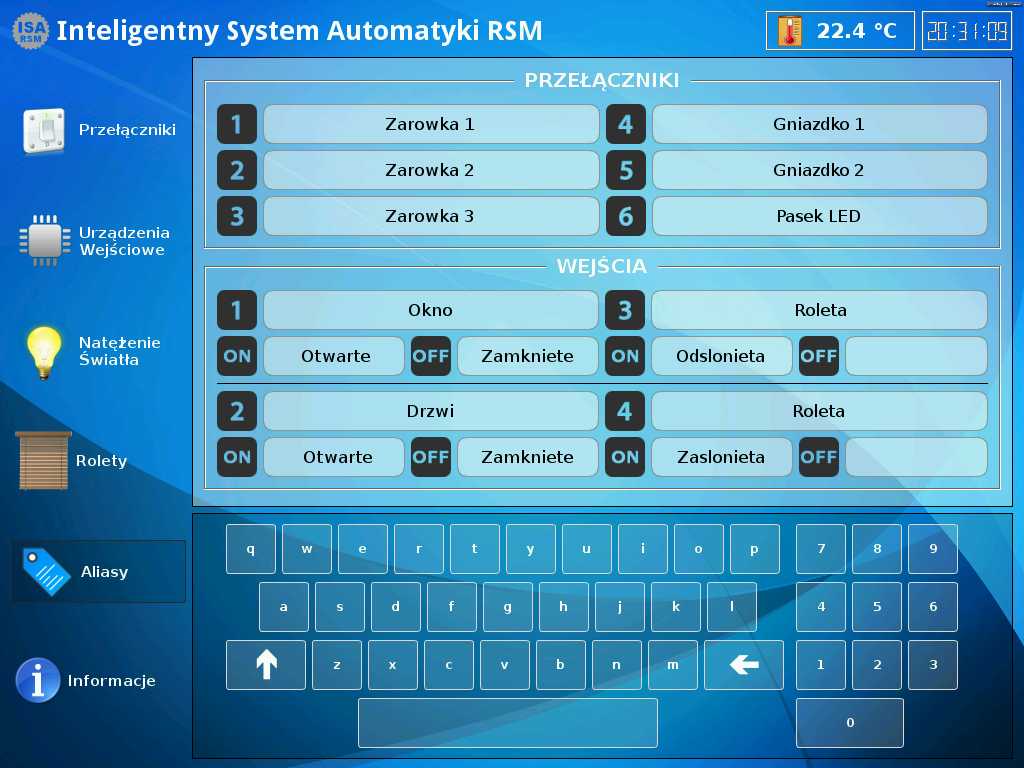 ISA
RSM
Inteligentny System Automatyki RSM
22.4 °C
20:31:09
Przełączniki
Urządzenia
Wejściowe
Natężenie
Światła
Rolety
Aliasy
Informacje
PRZEŁĄCZNIKI
1 Zarowka 1 4 Gniazdko 1
2 Zarowka 2 5 Gniazdko 2
3 Zarowka 3 6 Pasek LED
WEJŚCIA
1 Okno 3 Roleta
ON Otwarte OFF Zamkniete ON Odslonieta OFF
2 Drzwi 4 Roleta
ON Otwarte OFF Zamkniete ON Zaslonieta OFF
q w e r t y u i o p 7 8 9
a s d f g h j k l 4 5 6
z x c v b n m 1 2 3
0